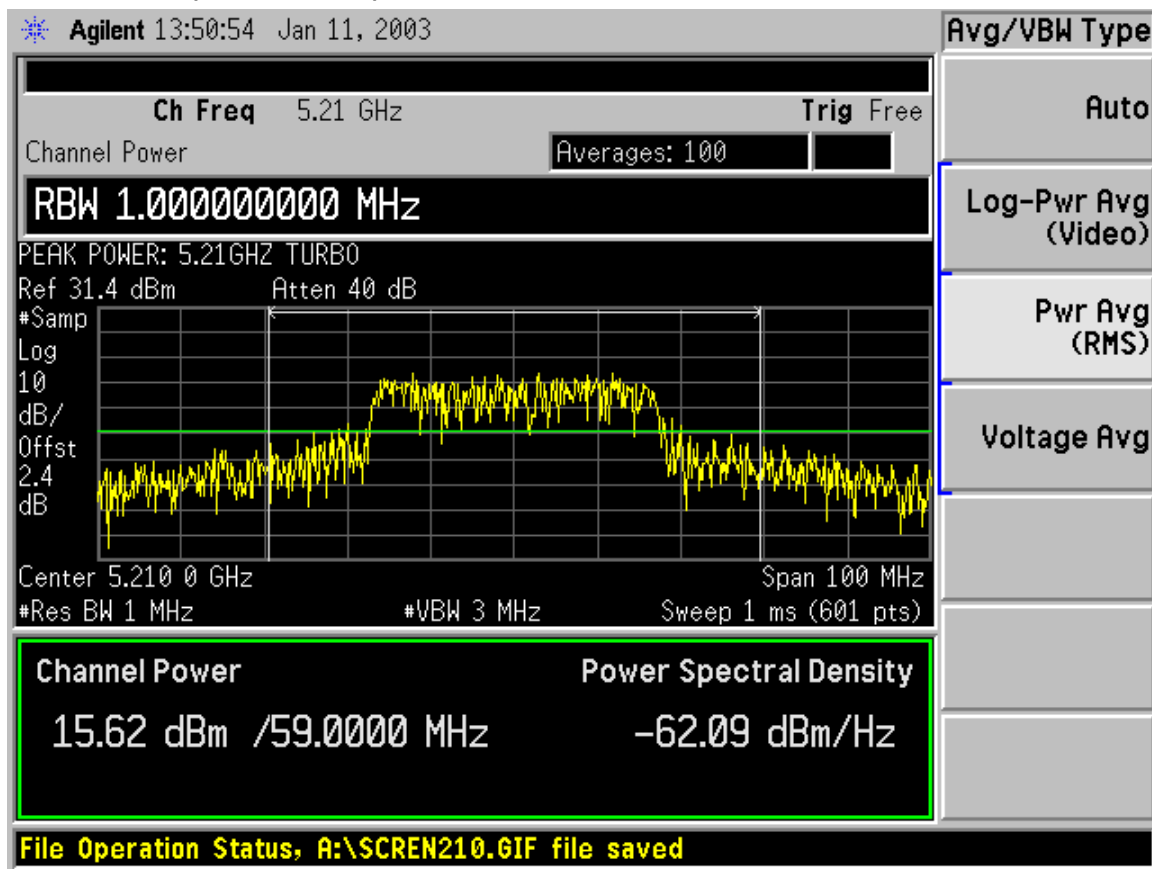 Agilent 13:50:54 Jan 11, 2003
Avg/VBW Type
Ch Freq 5.21 GHz Trig Free
Channel Power Averages: 100
RBW 1.000000000 MHz
PEAK POWER: 5.21GHZ TURBO
Ref 31.4 dBm Atten 40 dB
#Samp
Log
10
dB/
Offst
2.4
dB
Center 5.210 0 GHz Span 100 MHz
#Res BW 1 MHz #VBW 3 MHz Sweep 1 ms (601 pts)
Channel Power Power Spectral Density
15.62 dBm /59.0000 MHz -62.09 dBm/Hz
File Operation Status, A:\SCREN210.GIF file saved
Auto
Log-Pwr Avg
(Video)
Pwr Avg
(RMS)
Voltage Avg